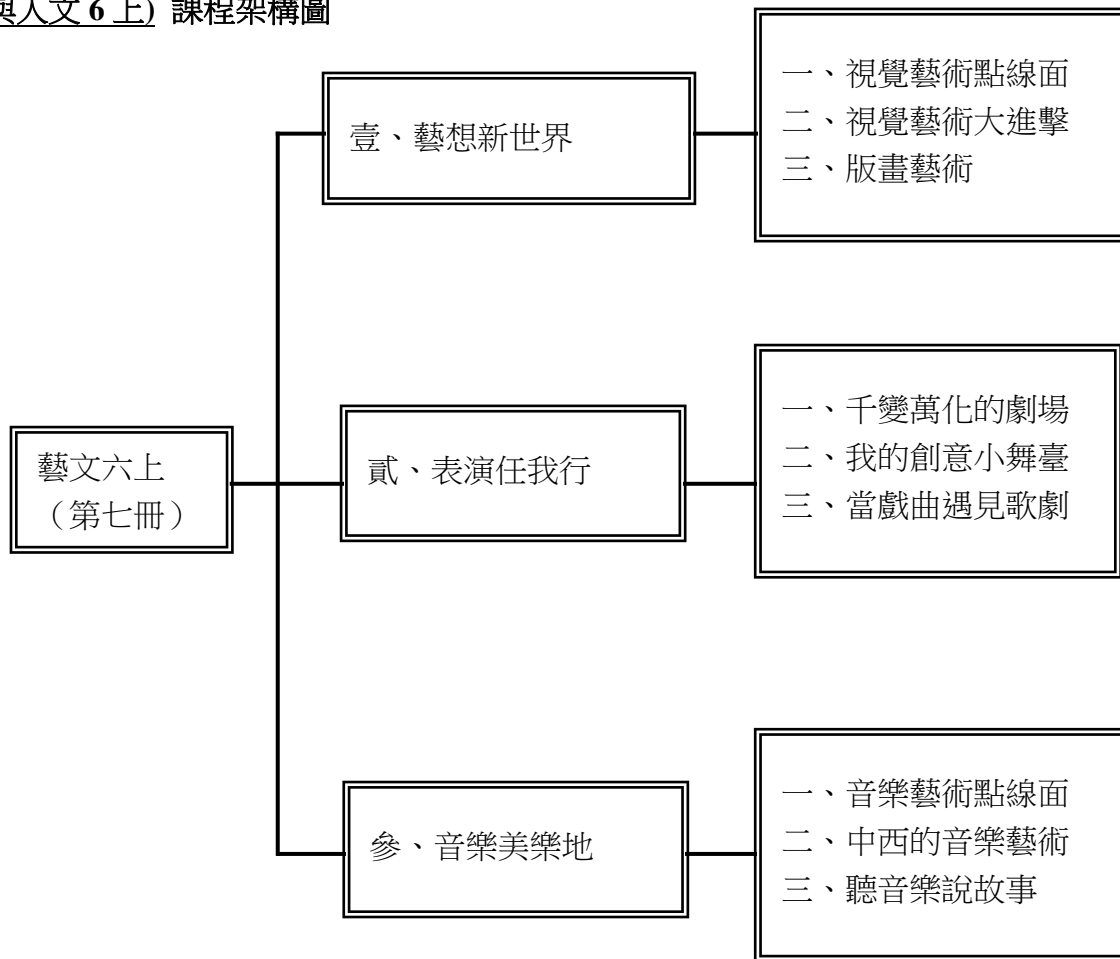 與人文 6 上) 課程架構圖
一、視覺藝術點線面
二、視覺藝術大進擊
三、版畫藝術
壹、藝想新世界
一、千變萬化的劇場
二、我的創意小舞臺
三、當戲曲遇見歌劇
貳、表演任我行
藝文六上
（第七冊）
一、音樂藝術點線面
二、中西的音樂藝術
三、聽音樂說故事
參、音樂美樂地